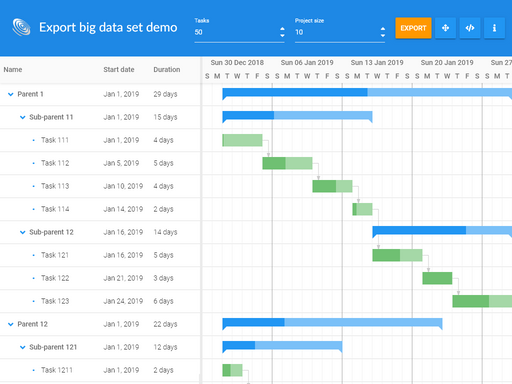 Tasks
Project size
Export big data set demo
50
10
EXPORT
Name
Start date
Duration
Sun 30 Dec 2018
Sun 06 Jan 2019
Sun 13 Jan 2019
Sun 20 Jan 2019
Sun 27
S M T W T F S S M T W T F S S M T W T F S S M T W T F S S M
Parent 1 Jan 1, 2019 29 days
Sub-parent 11 Jan 1, 2019 15 days
Task 111 Jan 1, 2019 4 days
Task 112 Jan 5, 2019 5 days
Task 113 Jan 10, 2019 4 days
Task 114 Jan 14, 2019 2 days
Sub-parent 12 Jan 16, 2019 14 days
Task 121 Jan 16, 2019 5 days
Task 122 Jan 21, 2019 3 days
Task 123 Jan 24, 2019 6 days
Parent 12 Jan 1, 2019 22 days
Sub-parent 121 Jan 1, 2019 12 days
Task 1211 Jan 1, 2019 2 days